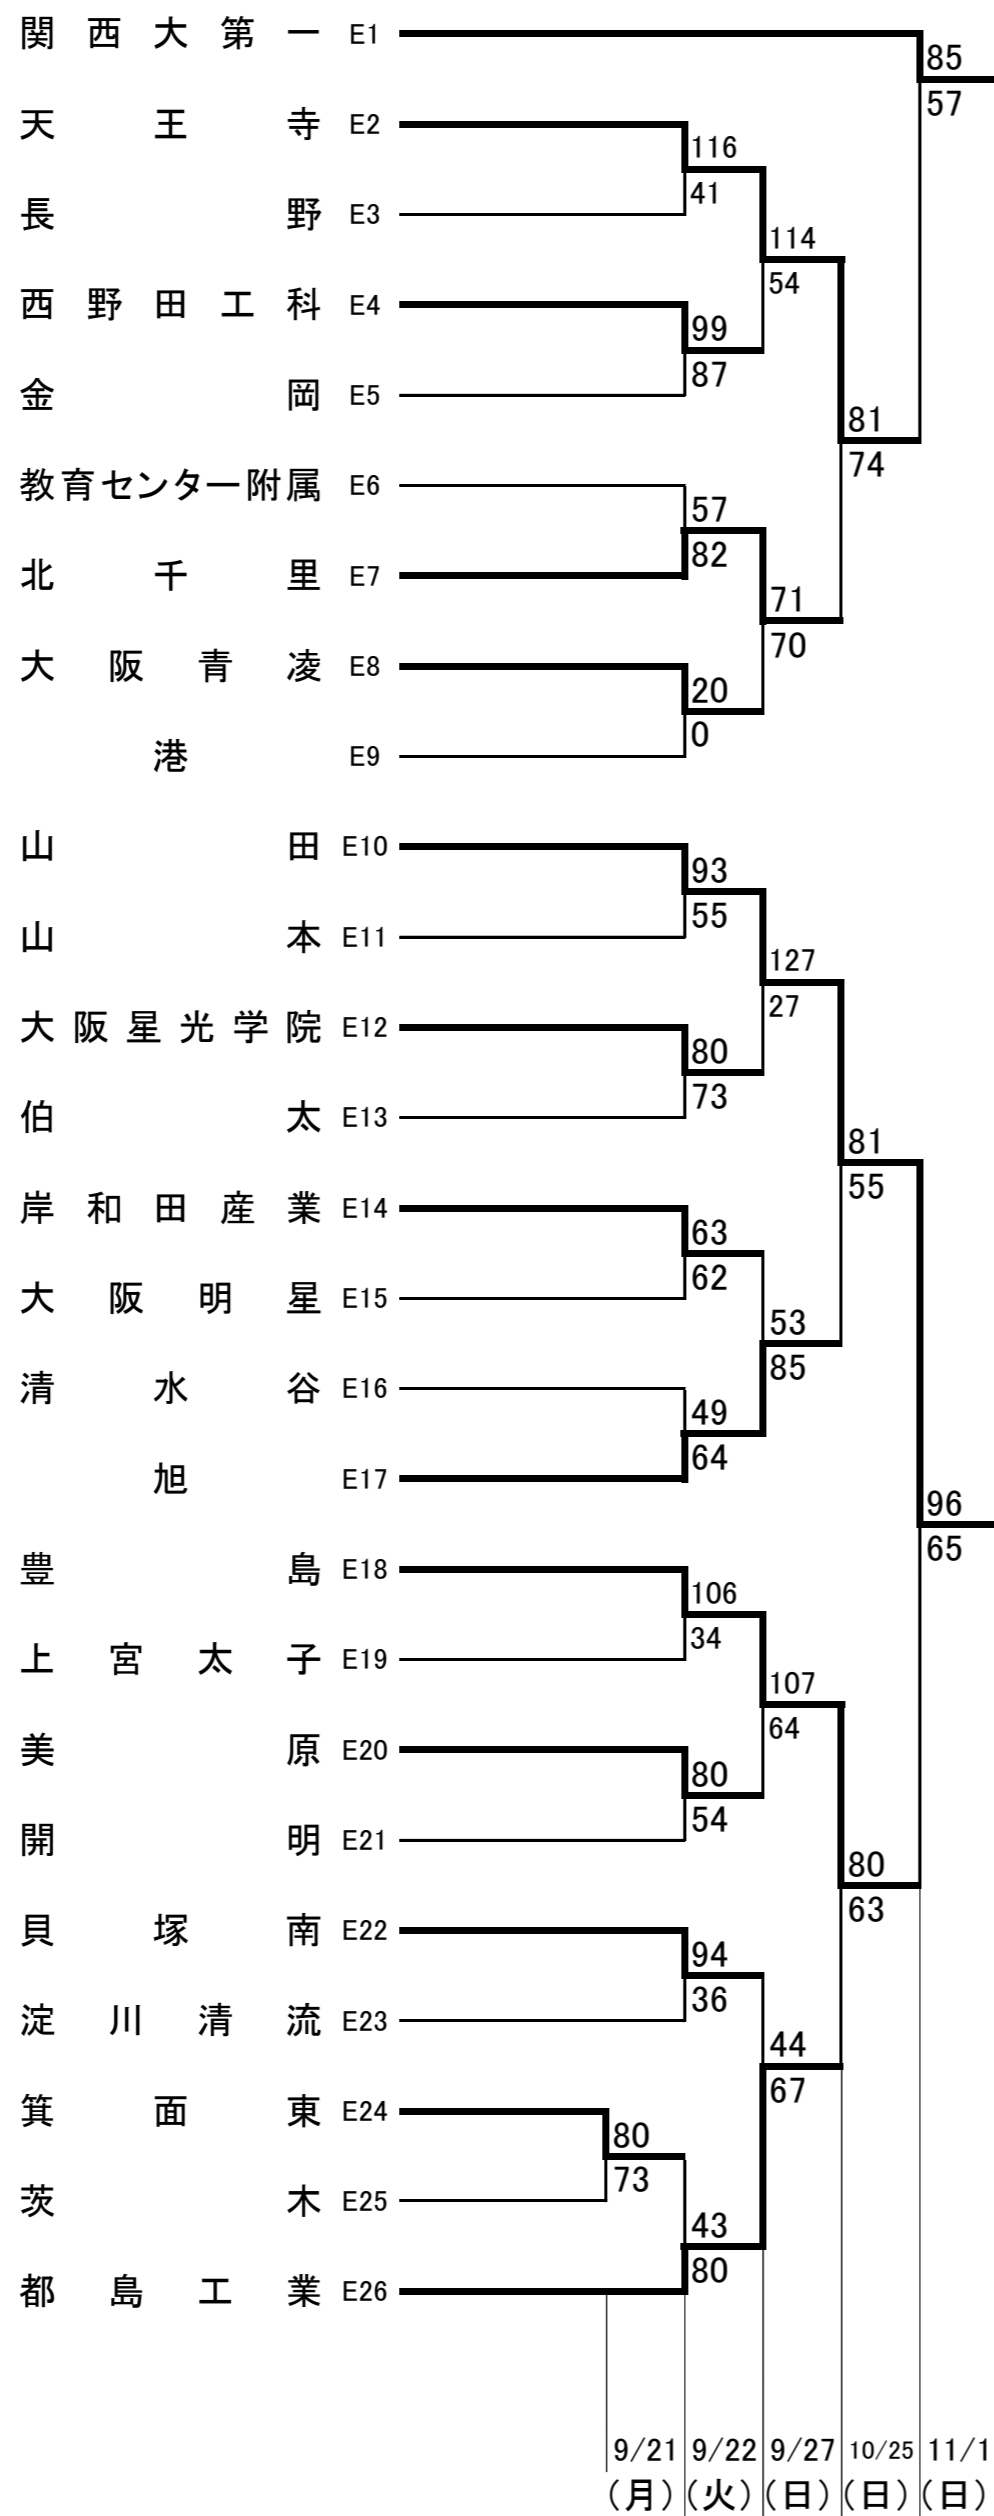 関西大第一 E1
85
57
天王寺 E2
116
41
長野 E3
114
54
西野田工科 E4
99
87
金岡 E5
81
74
教育センター附属 E6
57
82
北千里 E7
71
70
大阪青凌 E8
20
0
港 E9
山田 E10
93
55
山本 E11
127
27
大阪星光学院 E12
80
73
伯太 E13
81
55
岸和田産業 E14
63
62
大阪明星 E15
53
85
清水谷 E16
49
64
旭 E17
96
65
豊島 E18
106
34
上宮太子 E19
107
64
美原 E20
80
54
開明 E21
80
63
貝塚南 E22
94
36
淀川清流 E23
44
67
箕面東 E24
80
73
茨木 E25
43
80
都島工業 E26
9/21 9/22 9/27 10/25 11/1
(月) (火) (日) (日) (日)